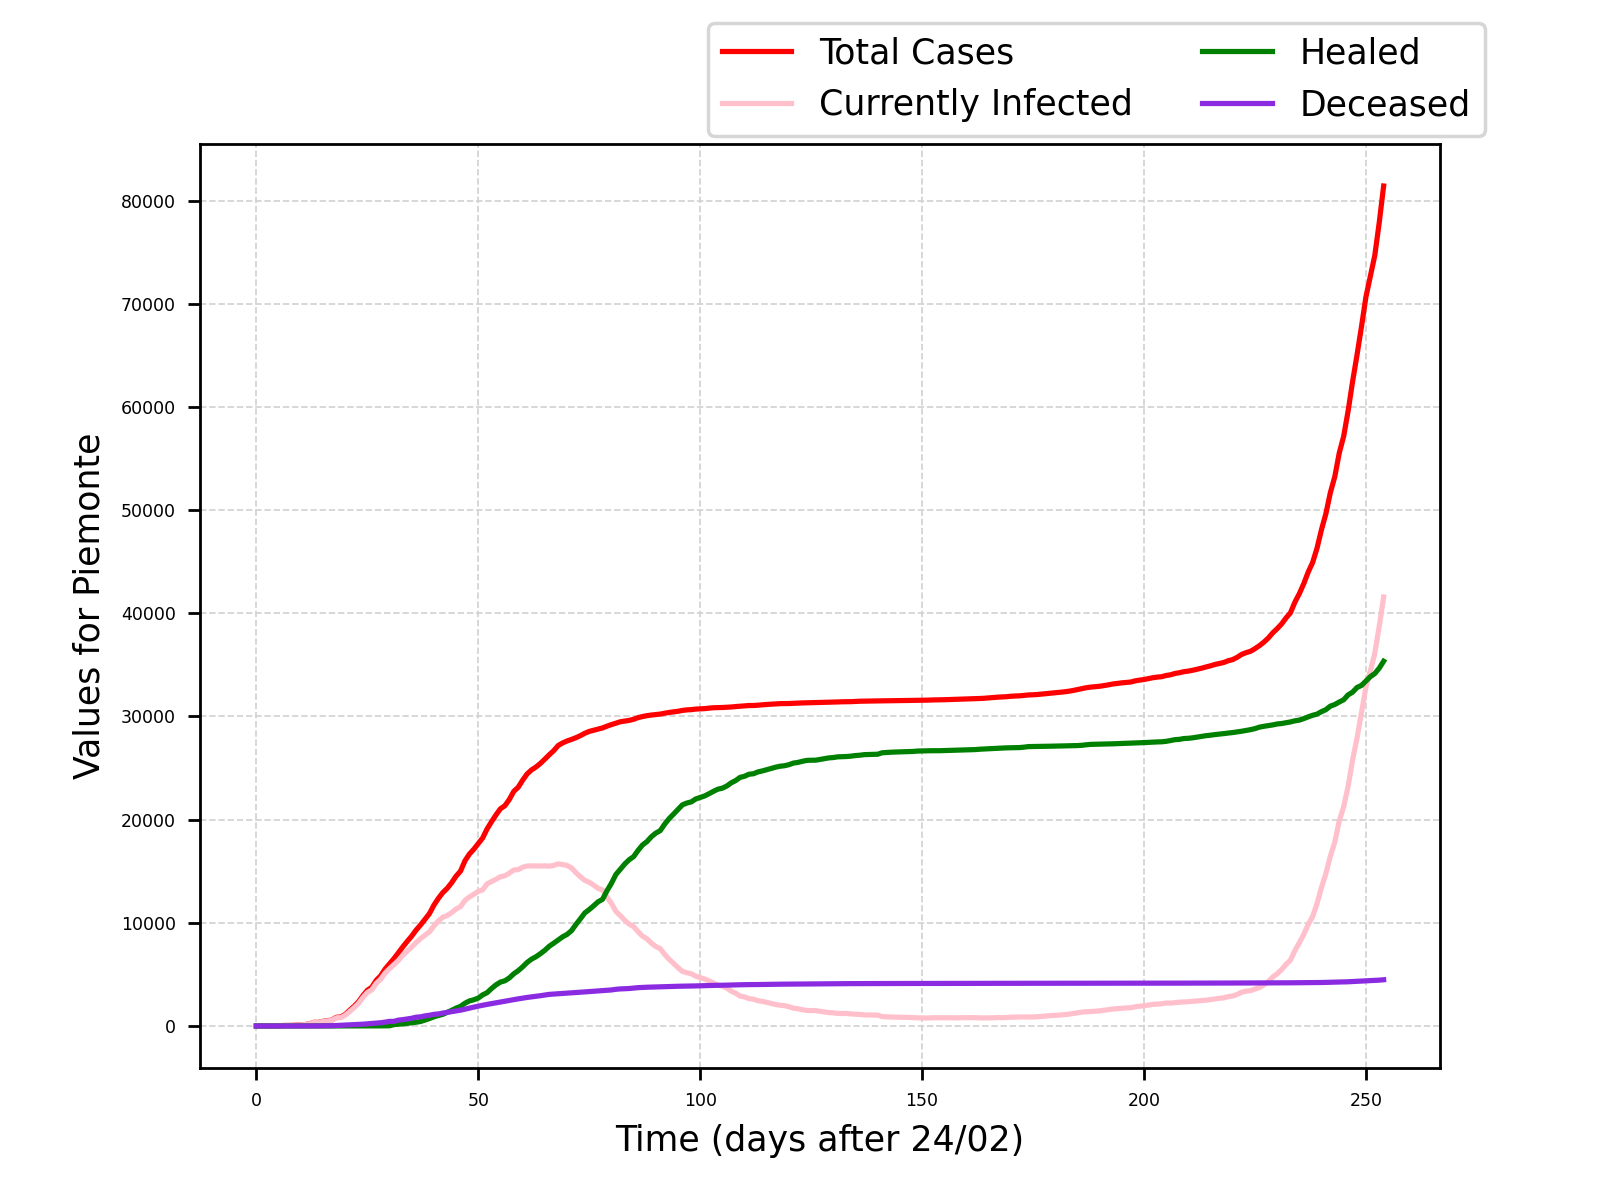 Total Cases
Currently Infected
Healed
Deceased
80000
70000
60000
50000
40000
30000
20000
10000
0
Values for Piemonte
0 50 100 150 200 250
Time (days after 24/02)